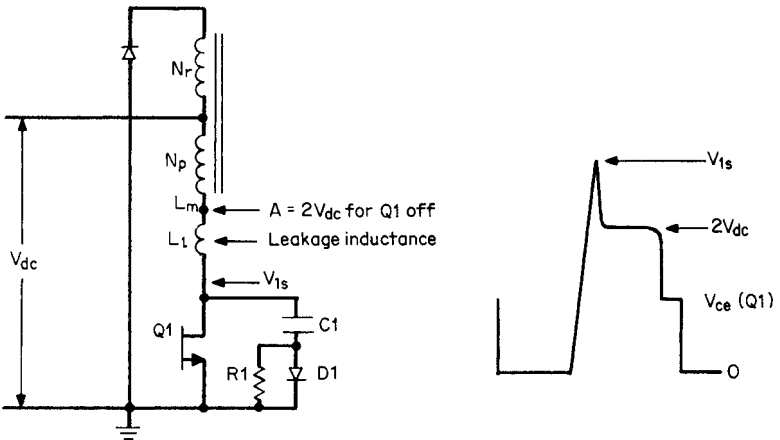 Nr
Np
Lm
A = 2Vdc for Q1 off
Ll
Leakage inductance
Vdc
V1s
Q1
C1
R1
D1
V1s
2Vdc
Vce (Q1)
0